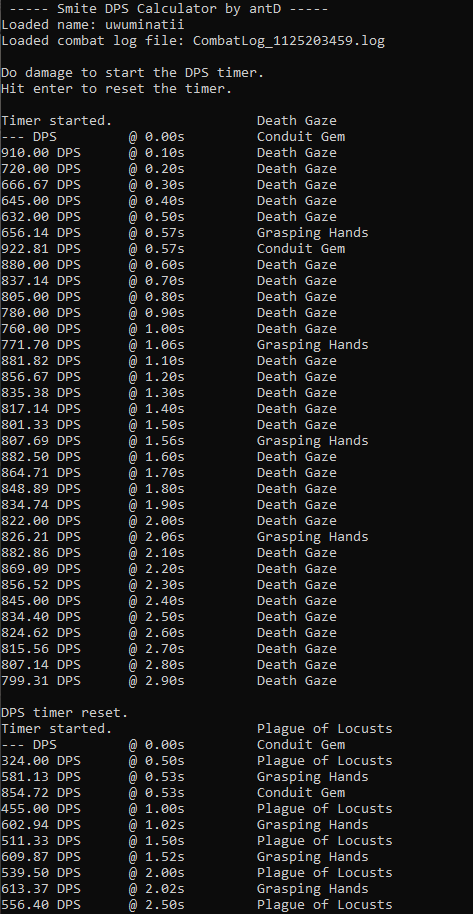 ----- Smite DPS Calculator by antD -----
Loaded name: uwuminatii
Loaded combat log file: CombatLog_1125203459.log
Do damage to start the DPS timer.
Hit enter to reset the timer.
Timer started. Death Gaze
--- DPS @ 0.00s Conduit Gem
910.00 DPS @ 0.10s Death Gaze
720.00 DPS @ 0.20s Death Gaze
666.67 DPS @ 0.30s Death Gaze
645.00 DPS @ 0.40s Death Gaze
632.00 DPS @ 0.50s Death Gaze
656.14 DPS @ 0.57s Grasping Hands
922.81 DPS @ 0.57s Conduit Gem
880.00 DPS @ 0.60s Death Gaze
837.14 DPS @ 0.70s Death Gaze
805.00 DPS @ 0.80s Death Gaze
780.00 DPS @ 0.90s Death Gaze
760.00 DPS @ 1.00s Death Gaze
771.70 DPS @ 1.06s Grasping Hands
881.82 DPS @ 1.10s Death Gaze
856.67 DPS @ 1.20s Death Gaze
835.38 DPS @ 1.30s Death Gaze
817.14 DPS @ 1.40s Death Gaze
801.33 DPS @ 1.50s Death Gaze
807.69 DPS @ 1.56s Grasping Hands
882.50 DPS @ 1.60s Death Gaze
864.71 DPS @ 1.70s Death Gaze
848.89 DPS @ 1.80s Death Gaze
834.74 DPS @ 1.90s Death Gaze
822.00 DPS @ 2.00s Death Gaze
826.21 DPS @ 2.06s Grasping Hands
882.86 DPS @ 2.10s Death Gaze
869.09 DPS @ 2.20s Death Gaze
856.52 DPS @ 2.30s Death Gaze
845.00 DPS @ 2.40s Death Gaze
834.40 DPS @ 2.50s Death Gaze
824.62 DPS @ 2.60s Death Gaze
815.56 DPS @ 2.70s Death Gaze
807.14 DPS @ 2.80s Death Gaze
799.31 DPS @ 2.90s Death Gaze
DPS timer reset.
Timer started. Plague of Locusts
--- DPS @ 0.00s Conduit Gem
324.00 DPS @ 0.50s Plague of Locusts
581.13 DPS @ 0.53s Grasping Hands
854.72 DPS @ 0.53s Conduit Gem
455.00 DPS @ 1.00s Plague of Locusts
602.94 DPS @ 1.02s Grasping Hands
511.33 DPS @ 1.50s Plague of Locusts
609.87 DPS @ 1.52s Grasping Hands
539.50 DPS @ 2.00s Plague of Locusts
613.37 DPS @ 2.02s Grasping Hands
556.40 DPS @ 2.50s Plague of Locusts